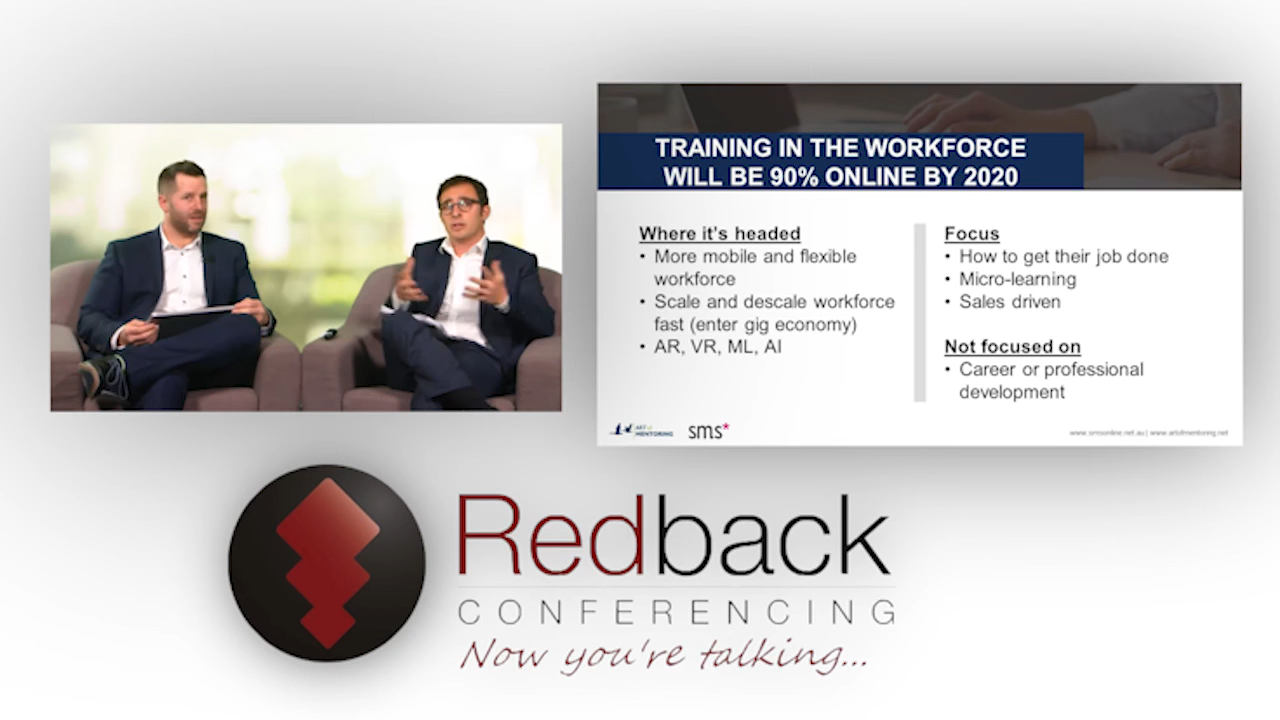 TRAINING IN THE WORKFORCE
WILL BE 90% ONLINE BY 2020
Where it's headed
• More mobile and flexible
workforce
• Scale and descale workforce
fast (enter gig economy)
• AR, VR, ML, AI
Focus
• How to get their job done
• Micro-learning
• Sales driven
Not focused on
• Career or professional
development
ART of
MENTORING
sms*
www.smsonline.net.au | www.artofmentoring.net
Redback
CONFERENCING
Now you're talking...